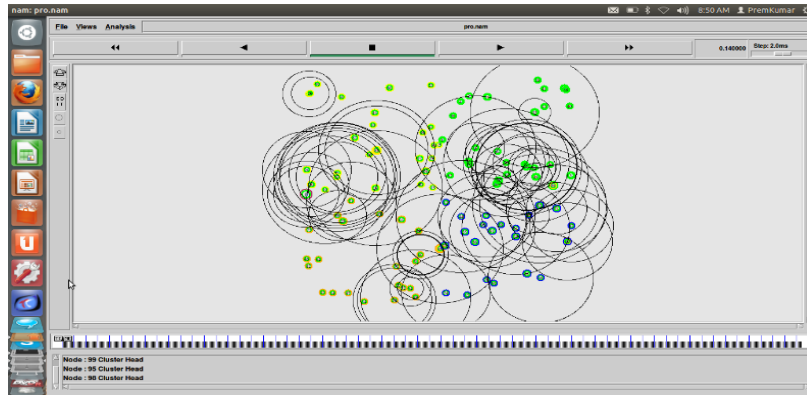 nam: pro.nam
8:50 AM PremKumar
File Views Analysis
pro.nam
0.140000 Step: 2.0ms
Node : 99 Cluster Head
Node : 95 Cluster Head
Node : 90 Cluster Head